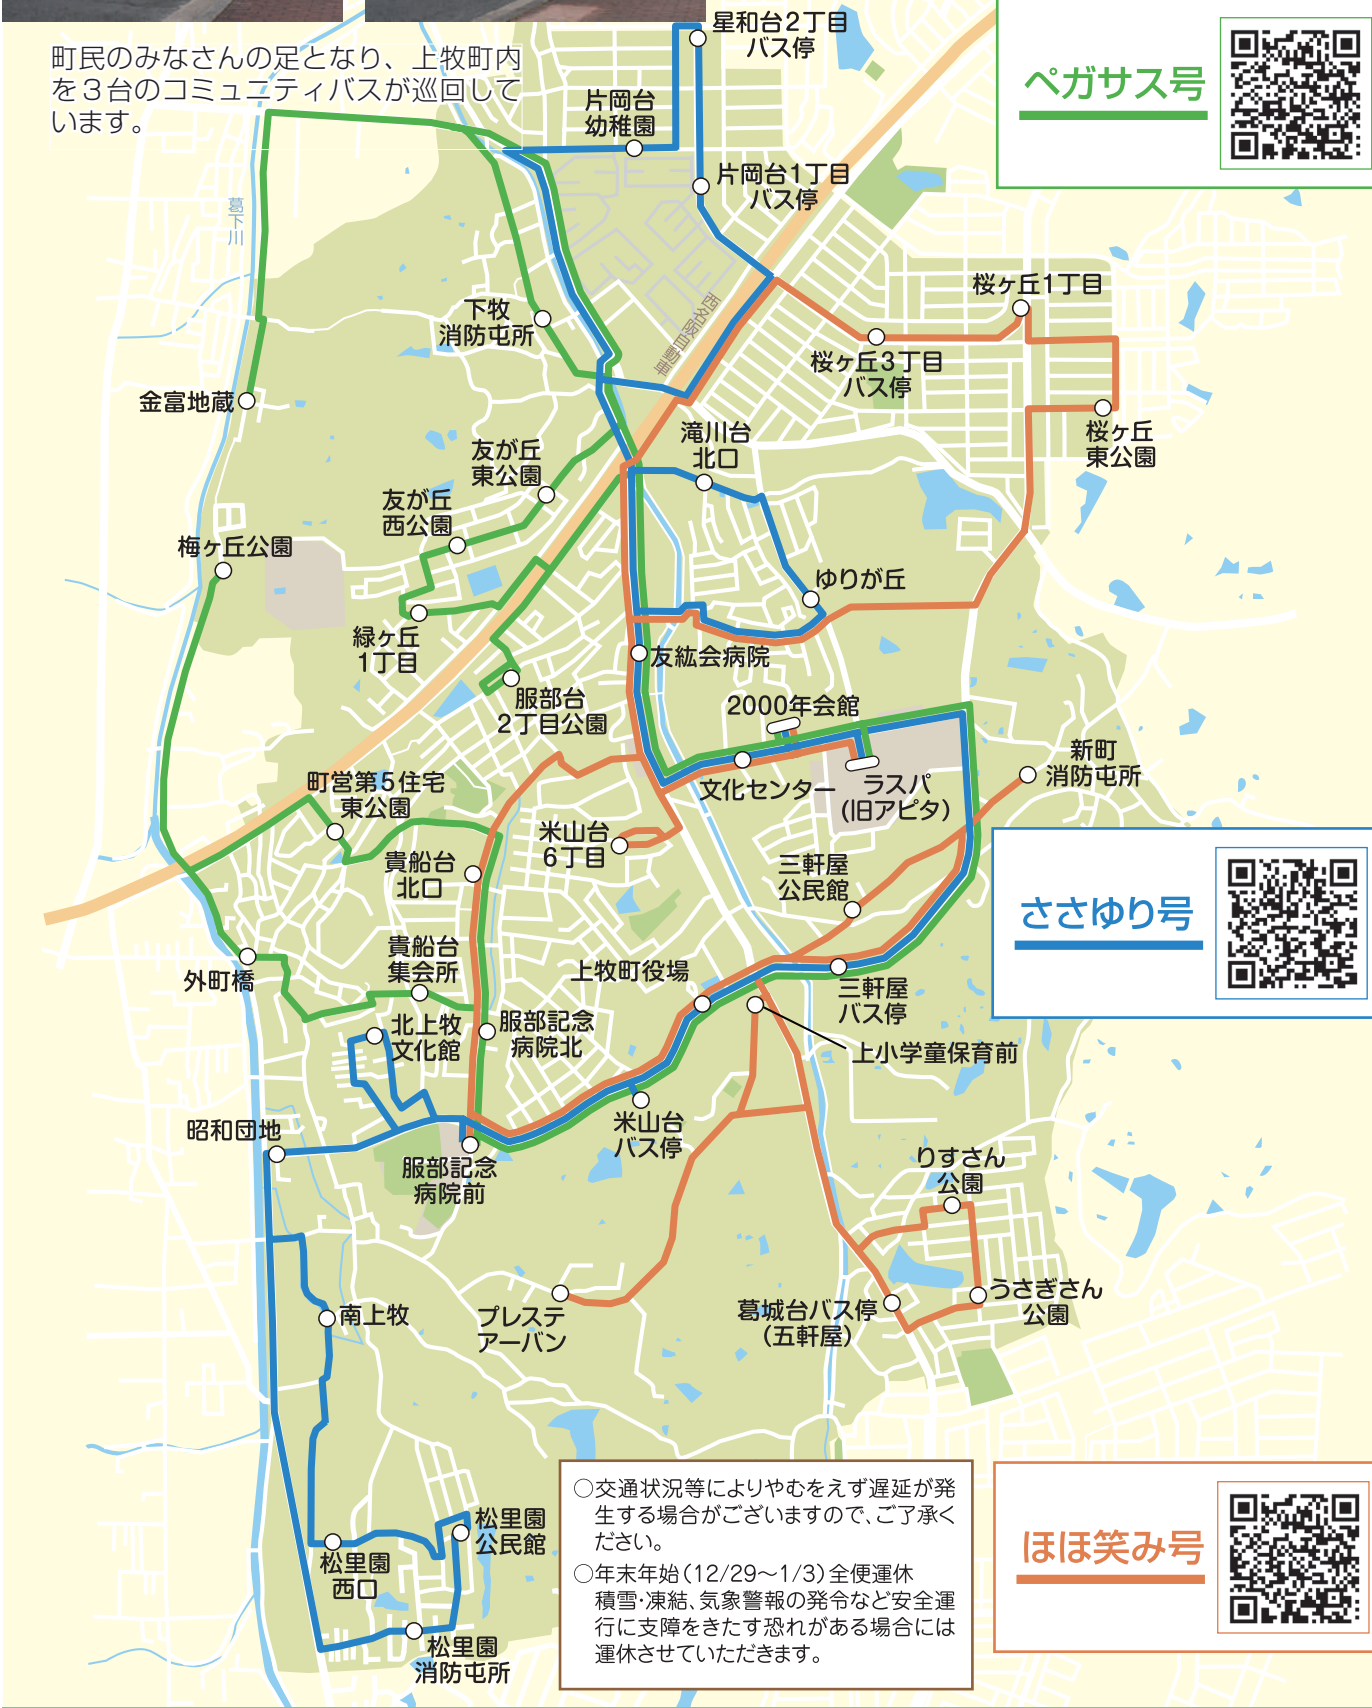 町民のみなさんの足となり、上牧町内
を３台のコミュニティバスが巡回して
います。
星和台２丁目
バス停
ペガサス号
片岡台
幼稚園
片岡台1丁目
バス停
葛下川
桜ヶ丘1丁目
下牧
消防屯所
西名阪自動車
桜ヶ丘３丁目
バス停
金富地蔵
桜ヶ丘
東公園
滝川台
北口
友が丘
東公園
友が丘
西公園
梅ヶ丘公園
ゆりが丘
緑ヶ丘
1丁目
友紘会病院
服部台
２丁目公園
2000年会館
新町
消防屯所
町営第５住宅
東公園
文化センター
ラスパ
(旧アピタ)
米山台
６丁目
貴船台
北口
三軒屋
公民館
ささゆり号
貴船台
集会所
上牧町役場
外町橋
三軒屋
バス停
北上牧
文化館
服部記念
病院北
上小学童保育前
米山台
バス停
昭和団地
服部記念
病院前
りすさん
公園
うさぎさん
公園
南上牧
プレステ
アーバン
葛城台バス停
(五軒屋)
○交通状況等によりやむをえず遅延が発
生する場合がございますので、ご了承く
ださい。
○年末年始(12/29～1/3)全便運休
積雪・凍結、気象警報の発令など安全運
行に支障をきたす恐れがある場合には
運休させていただきます。
ほほ笑み号
松里園
公民館
松里園
西口
松里園
消防屯所